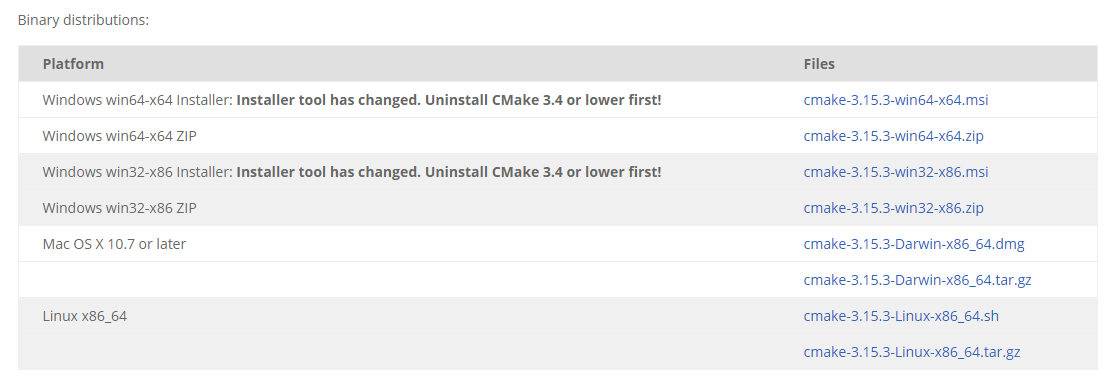 Binary distributions:
Platform Files
Windows win64-x64 Installer: Installer tool has changed. Uninstall CMake 3.4 or lower first! cmake-3.15.3-win64-x64.msi
Windows win64-x64 ZIP cmake-3.15.3-win64-x64.zip
Windows win32-x86 Installer: Installer tool has changed. Uninstall CMake 3.4 or lower first! cmake-3.15.3-win32-x86.msi
Windows win32-x86 ZIP cmake-3.15.3-win32-x86.zip
Mac OS X 10.7 or later cmake-3.15.3-Darwin-x86_64.dmg
cmake-3.15.3-Darwin-x86_64.tar.gz
Linux x86_64 cmake-3.15.3-Linux-x86_64.sh
cmake-3.15.3-Linux-x86_64.tar.gz